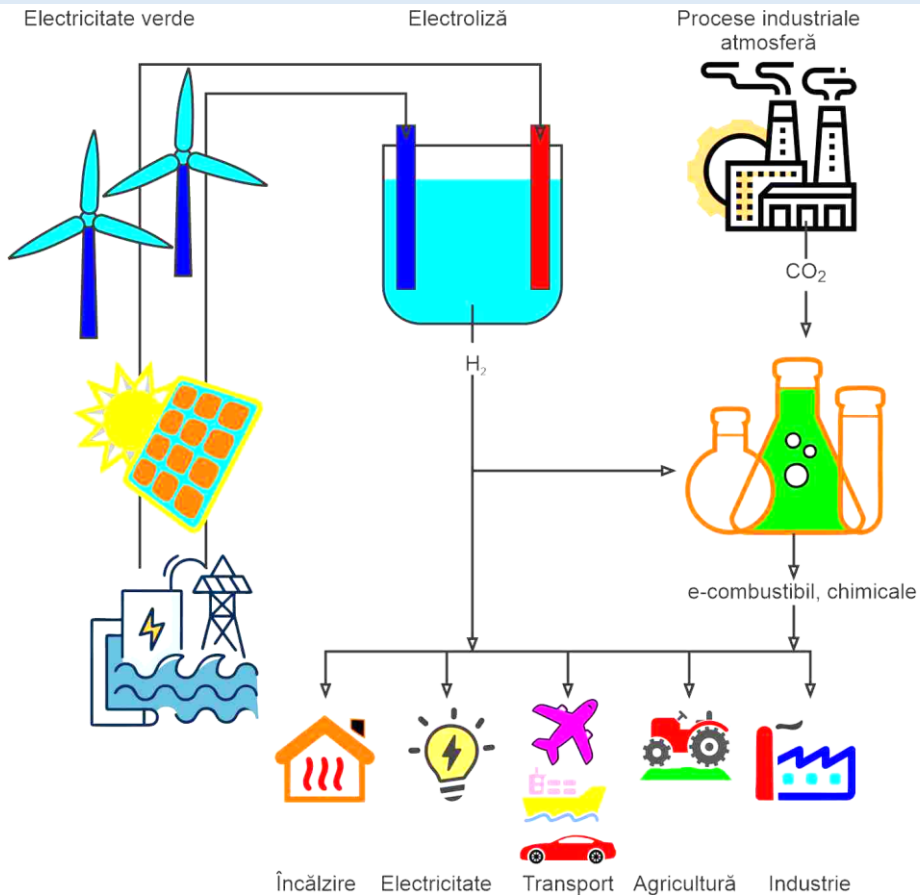 Electricitate verde
Electroliză
Procese industriale
atmosferă
CO₂
H₂
e-combustibil, chimicale
Încălzire
Electricitate
Transport
Agricultură
Industrie